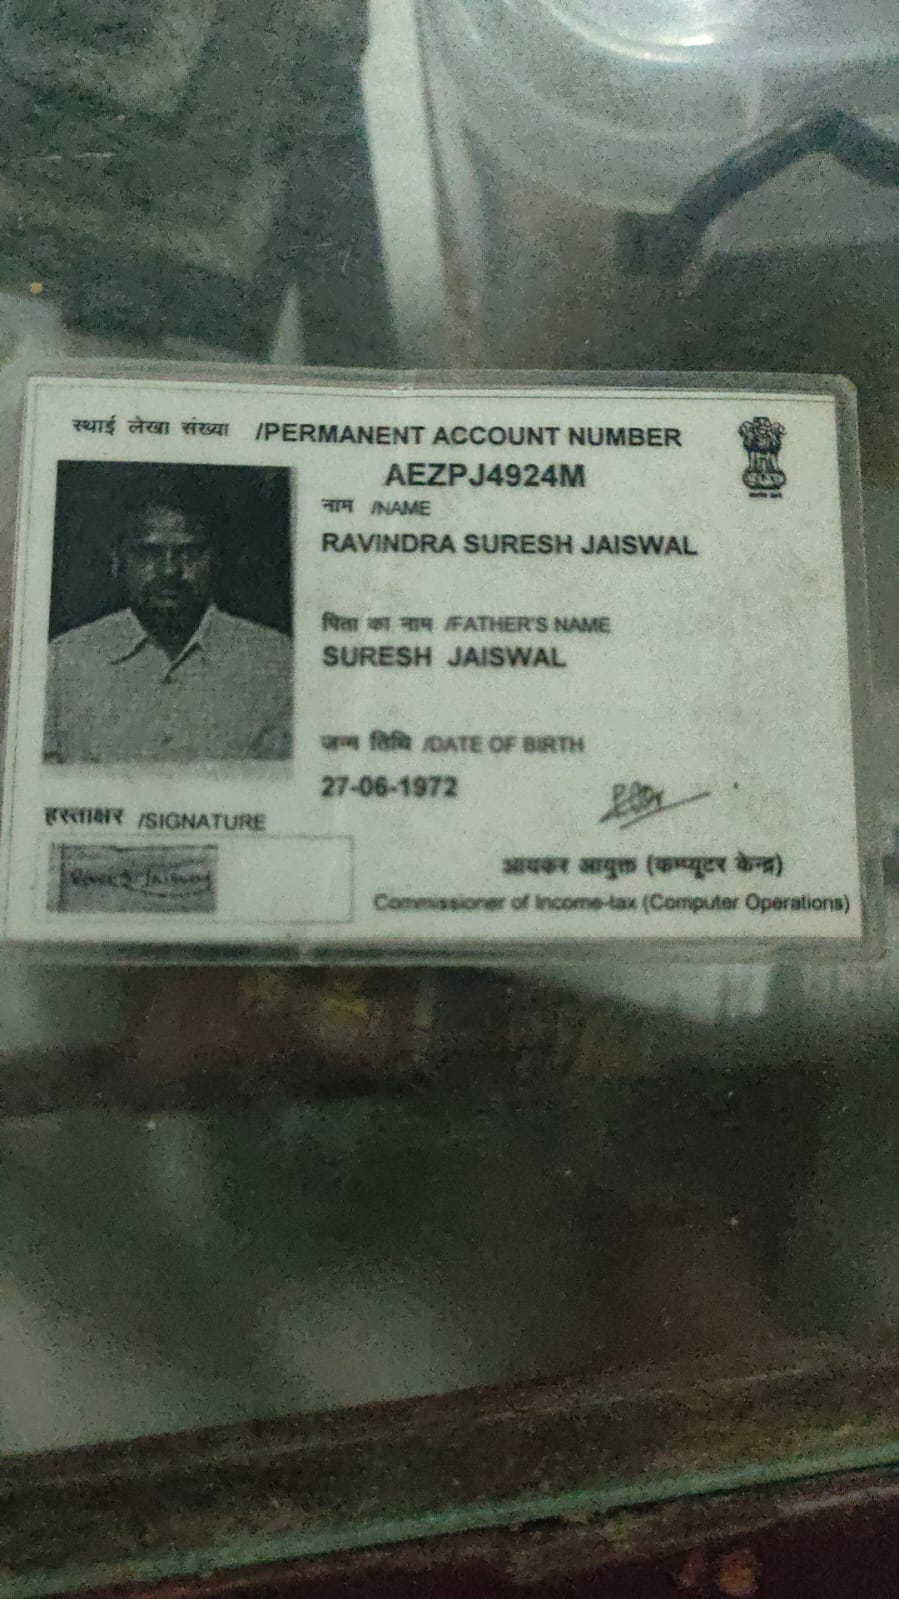 स्थाई लेखा संख्या /PERMANENT ACCOUNT NUMBER
AEZPJ4924M
नाम /NAME
RAVINDRA SURESH JAISWAL
पिता का नाम /FATHER'S NAME
SURESH JAISWAL
जन्म तिथि /DATE OF BIRTH
27-06-1972
हस्ताक्षर /SIGNATURE
आयकर आयुक्त (कम्प्यूटर केन्द्र)
Commissioner of Income-tax (Computer Operations)